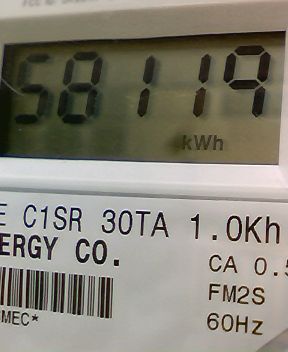 58119
kWh
E C1SR 30TA 1.0Kh
ERGY CO.
CA 0.5
FM2S
MEC*
60Hz